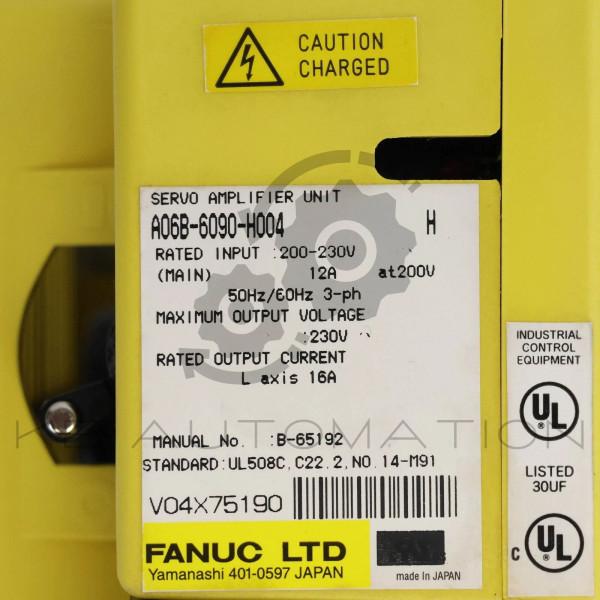 CAUTION
CHARGED
SERVO AMPLIFIER UNIT
A06B-6090-H004 H
RATED INPUT :200-230V
(MAIN) 12A at200V
50Hz/60Hz 3-ph
MAXIMUM OUTPUT VOLTAGE
:230V
RATED OUTPUT CURRENT
L axis 16A
MANUAL No. :B-65192
STANDARD:UL508C,C22.2,NO.14-M91
V04X75190
FANUC LTD
Yamanashi 401-0597 JAPAN
made in JAPAN
INDUSTRIAL
CONTROL
EQUIPMENT
UL
LISTED
30UF
C UL
AUTOMATION